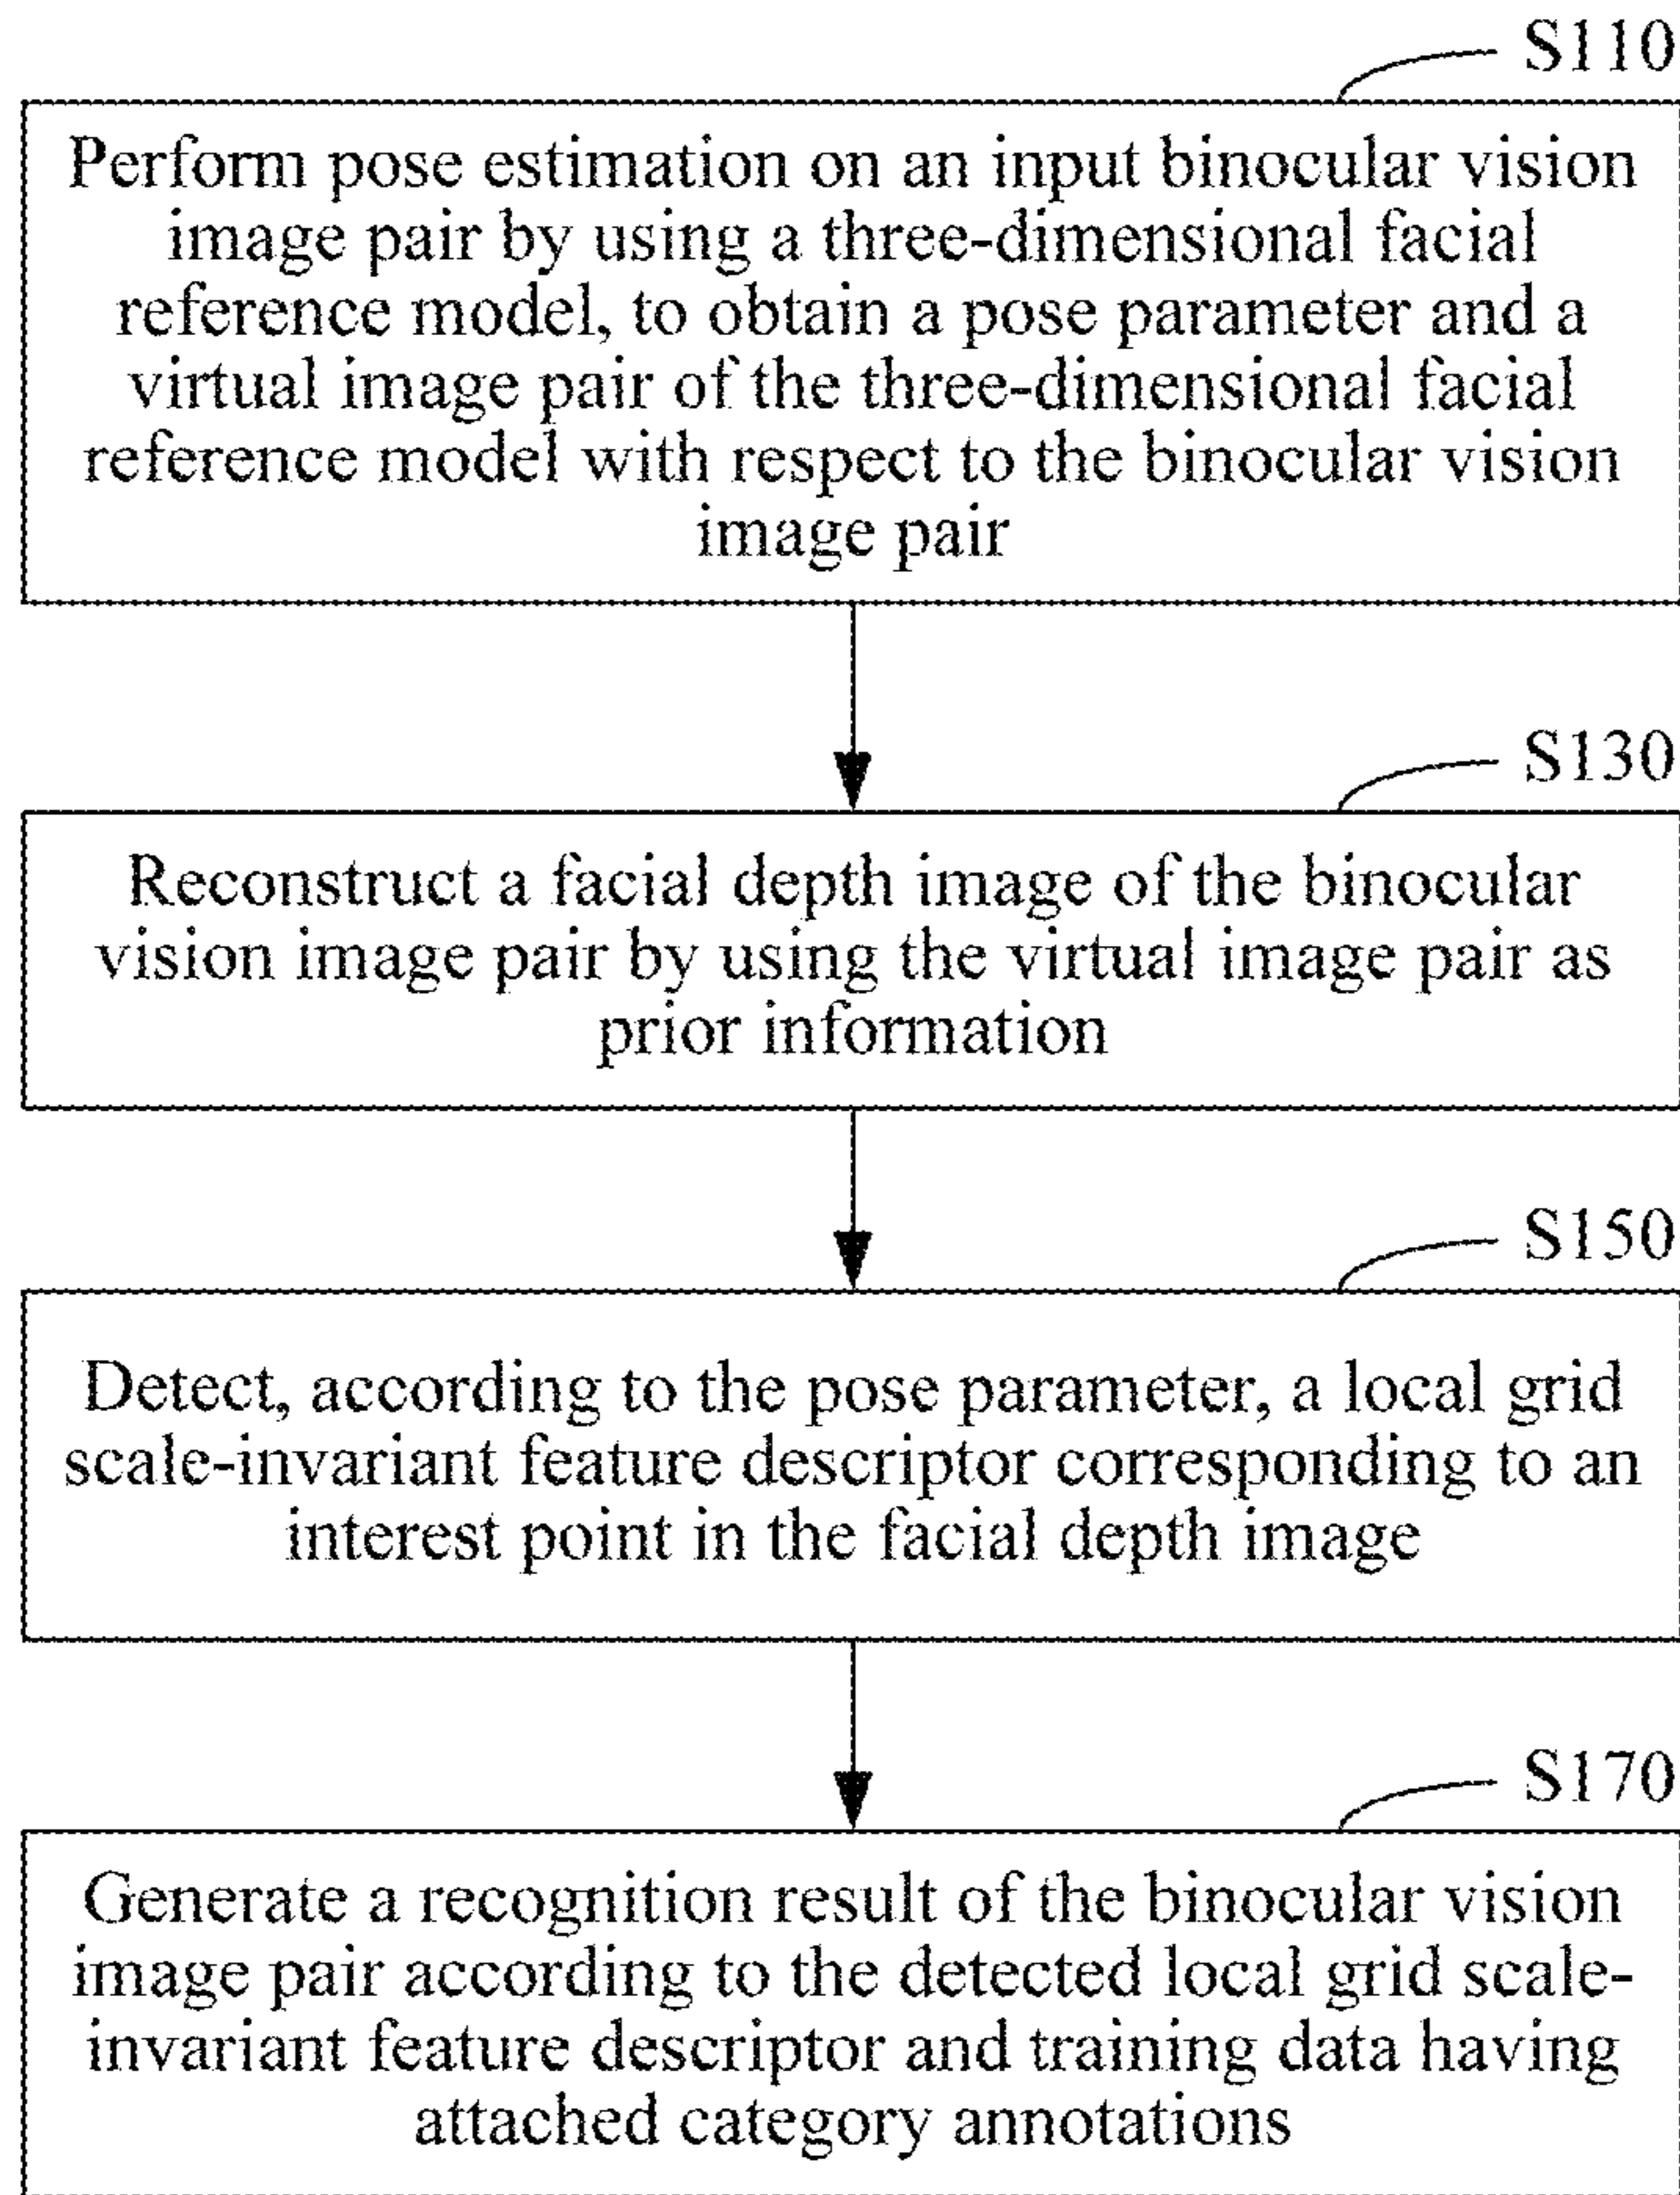 S110
Perform pose estimation on an input binocular vision
image pair by using a three-dimensional facial
reference model, to obtain a pose parameter and a
virtual image pair of the three-dimensional facial
reference model with respect to the binocular vision
image pair
S130
Reconstruct a facial depth image of the binocular
vision image pair by using the virtual image pair as
prior information
S150
Detect, according to the pose parameter, a local grid
scale-invariant feature descriptor corresponding to an
interest point in the facial depth image
S170
Generate a recognition result of the binocular vision
image pair according to the detected local grid scale-
invariant feature descriptor and training data having
attached category annotations